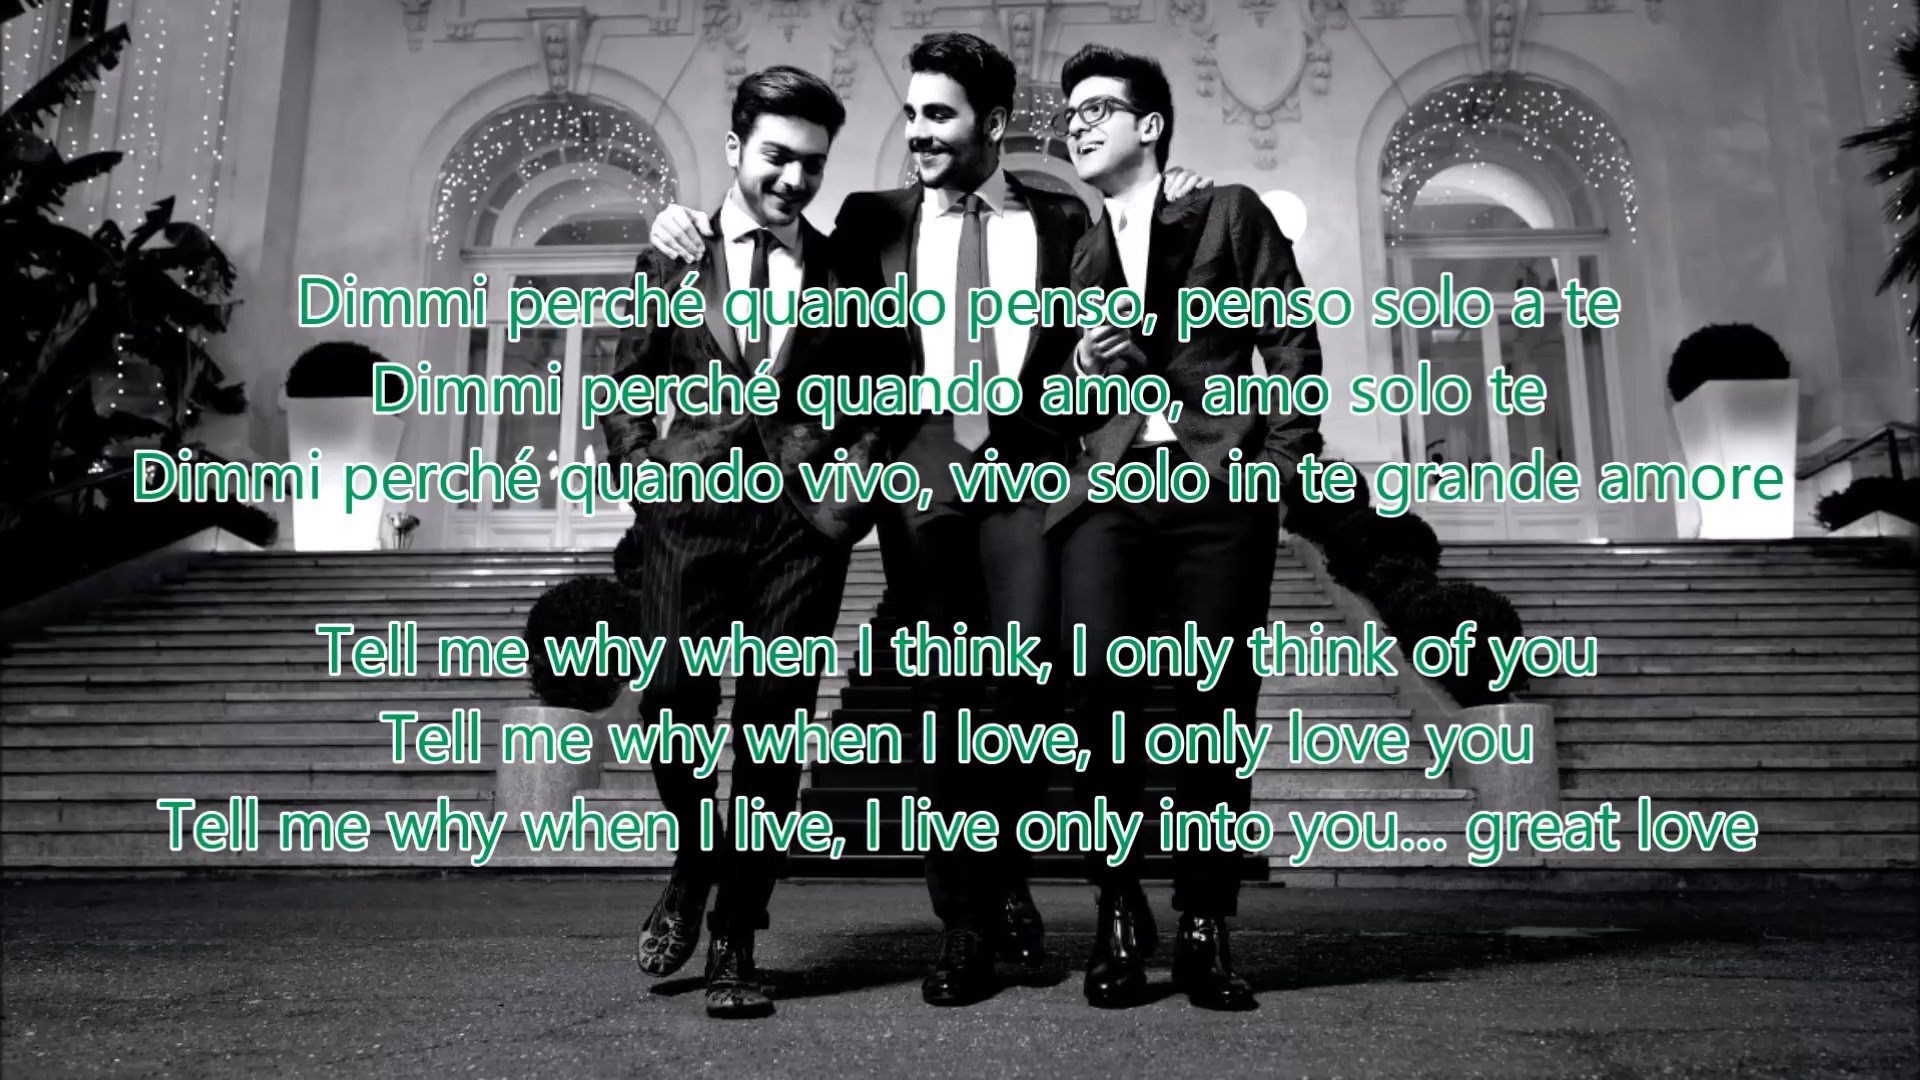 Dimmi perché quando penso, penso solo a te
Dimmi perché quando amo, amo solo te
Dimmi perché quando vivo, vivo solo in te grande amore
Tell me why when I think, I only think of you
Tell me why when I love, I only love you
Tell me why when I live, I live only into you... great love